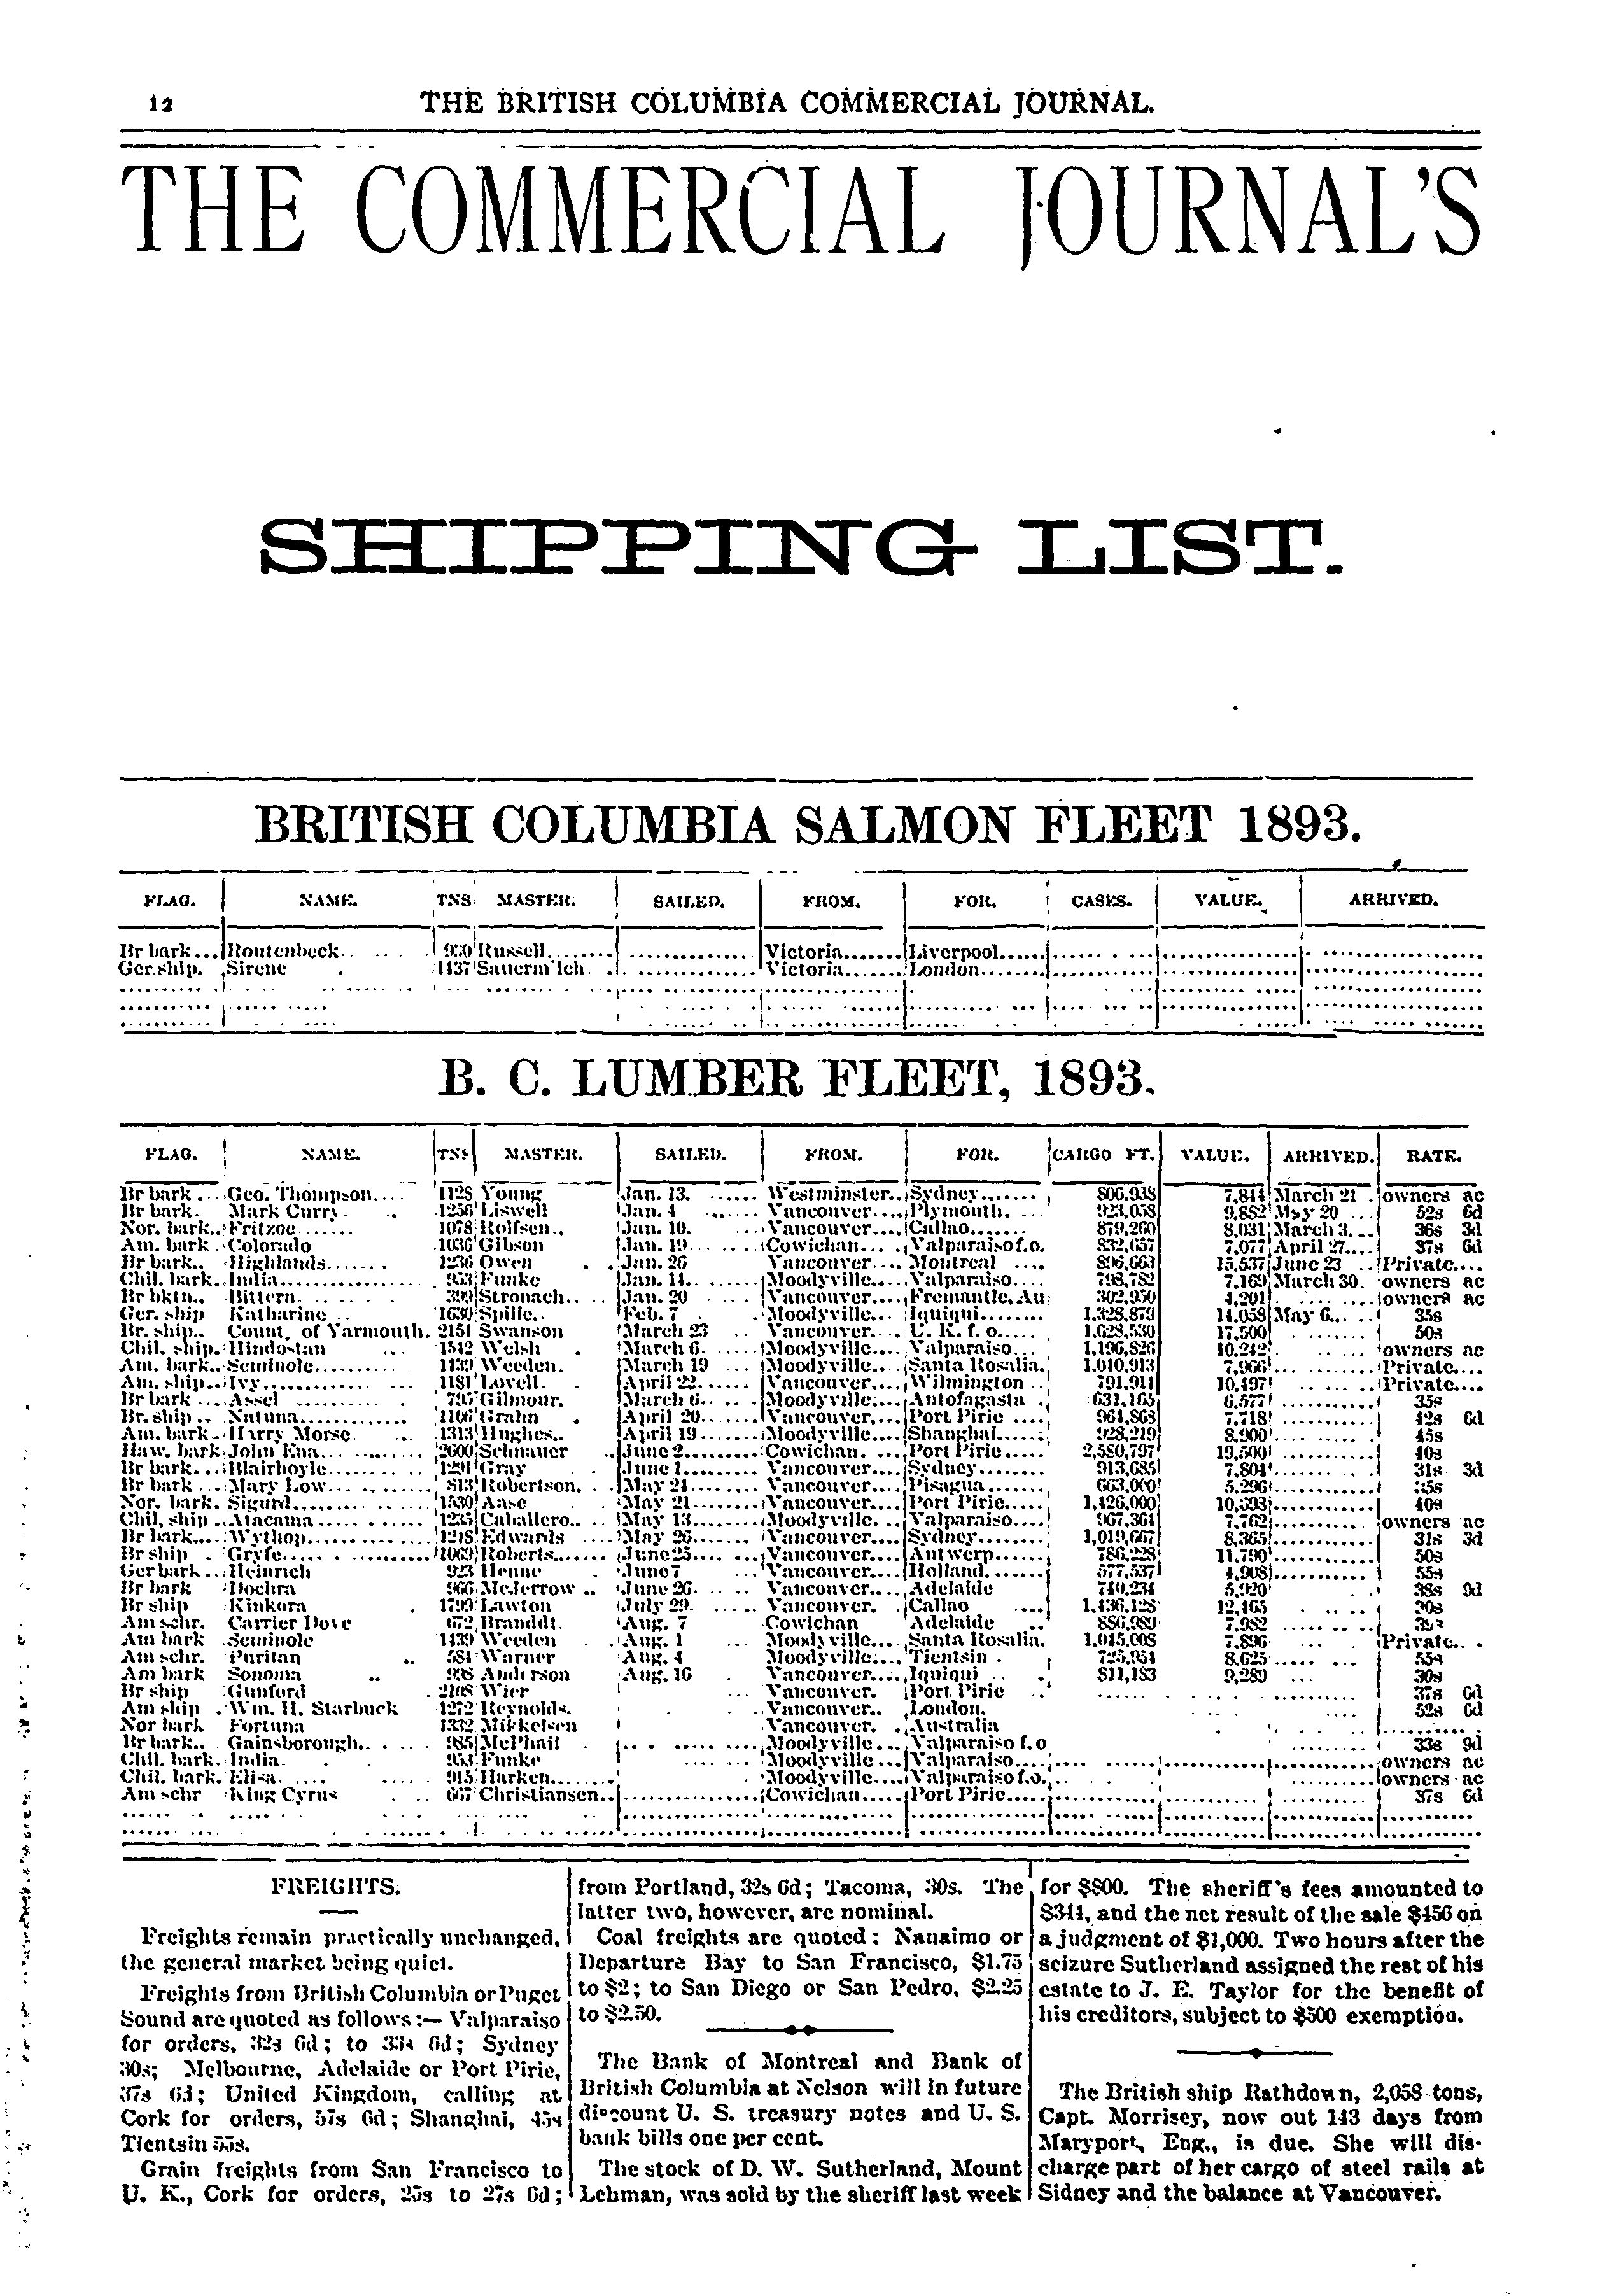 12 THE BRITISH COLUMBIA COMMERCIAL JOURNAL.
THE COMMERCIAL JOURNAL'S
SHIPPING LIST.
BRITISH COLUMBIA SALMON FLEET 1893.
FLAG. NAME. TNS MASTER. SAILED. FROM. FOR. CASES. VALUE. ARRIVED.
Br bark... Routenbeck Russell Victoria Liverpool
Ger.ship. Sirene 1137 Victoria London
B. C. LUMBER FLEET, 1893.
FLAG. NAME. TNS MASTER. SAILED. FROM. FOR. CARGO FT. VALUE. ARRIVED. RATE.
Br bark Geo. Thompson 1128 Young Jan. 13. Westminster Sydney 806,938 7,844 March 21 owners ac
Br bark. Mark Curry 1256 Liswell Jan. 4 Vancouver Plymouth 923,058 9,882 May 20 52s 6d
Nor. bark Fritzoe 1078 Rolfsen Jan. 10. Vancouver Callao 879,260 8,031 March 3 36s 3d
Am. bark Colorado 1036 Gibson Jan. 19 Cowichan Valparaiso f.o. 832,657 7,077 April 27 37s 6d
Br bark Highlands 1236 Owen Jan. 26 Vancouver Montreal 896,663 15,537 June 23 Private
Chil. bark India 953 Funke Jan. 14 Moodyville Valparaiso 798,782 7,169 March 30. owners ac
Br bktn Bittern 399 Stronach Jan. 20 Vancouver Fremantle, Au 302,950 4,201 owners ac
Ger. ship Katharine 1630 Spille Feb. 7 Moodyville Iquiqui 1,328,879 14,058 May 6 35s
Br. ship Count. of Yarmouth. 2154 Swanson March 23 Vancouver U. K. f. o. 1,628,530 17,500 50s
Chil. ship Hindostan 1542 Welsh March 6. Moodyville Valparaiso 1,196,826 10,242 owners ac
Am. bark Seminole 1439 Weeden. March 19 Moodyville Santa Rosalia. 1,010,913 7,966 Private
Am. ship Ivy 1181 Lovell April 22 Vancouver Wilmington 791,911 10,497 Private
Br bark Assel 795 Gilmour. March 6 Moodyville Antofagasta 631,165 6,577 35s
Br. ship Natuna 1106 Grahn April 20 Vancouver Port Pirie 961,868 7,718 42s 6d
Am. bark Harry Morse 1313 Hughes April 19 Moodyville Shanghai 928,219 8,900 45s
Haw. bark John Ena 2600 Schnauer June 2 Cowichan Port Pirie 2,580,797 19,500 40s
Br bark Blairhoyle 1291 Gray June 1 Vancouver Sydney 913,685 7,804 31s 3d
Br bark Mary Low 813 Robertson. May 24 Vancouver Pisagua 663,000 5,296 35s
Nor. bark. Sigurd 1530 Aase May 21 Vancouver Port Pirie 1,426,000 10,593 40s
Chil. ship Atacama 1235 Caballero May 13 Moodyville. Valparaiso 967,364 7,762 owners ac
Br bark Wythop 1218 Edwards May 26 Vancouver Sydney 1,019,667 8,365 31s 3d
Br ship Gryfe 1069 Roberts June 25 Vancouver Antwerp 786,228 11,790 50s
Ger bark Heinrich 923 Henne June 7 Vancouver Holland 577,537 4,908 55s
Br bark Dochra 966 McJerrow June 26. Vancouver Adelaide 740,234 5,920 38s 9d
Br ship Kinkora 1799 Lawton July 29. Vancouver. Callao 1,436,128 12,465 30s
Am schr. Carrier Dove 672 Branddt. Aug. 7 Cowichan Adelaide 886,989 7,982
Am bark Seminole 1439 Weeden Aug. 1 Moodyville Santa Rosalia. 1,045,008 7,896 Private
Am schr. Puritan 584 Warner Aug. 4 Moodyville Tientsin 725,954 8,625 55s
Am bark Sonoma 998 Anderson Aug. 16 Vancouver Iquiqui 811,183 9,289 30s
Br ship Gunford 2108 Wier Vancouver. Port Pirie 37s 6d
Am ship Wm. H. Starbuck 1272 Reynolds. Vancouver London. 52s 6d
Nor bark Fortuna 1332 Mikkelsen Vancouver. Australia
Br bark Gainsborough 985 McPhail Moodyville Valparaiso f. o 33s 9d
Chil. bark India 953 Funke Moodyville Valparaiso owners ac
Chil. bark. Elisa 915 Harken Moodyville Valparaiso f.o. owners ac
Am schr King Cyrus 667 Christiansen Cowichan Port Pirie 37s 6d
FREIGHTS.
Freights remain practically unchanged,
the general market being quiet.
Freights from British Columbia or Puget
Sound are quoted as follows:— Valparaiso
for orders, 32s 6d; to 33s 6d; Sydney
30s; Melbourne, Adelaide or Port Pirie,
37s 6d; United Kingdom, calling at
Cork for orders, 57s 6d; Shanghai, 45s
Tientsin 55s.
Grain freights from San Francisco to
U. K., Cork for orders, 25s to 27s 6d;
from Portland, 32s 6d; Tacoma, 30s. The
latter two, however, are nominal.
Coal freights are quoted: Nanaimo or
Departure Bay to San Francisco, $1.75
to $2; to San Diego or San Pedro, $2.25
to $2.50.
The Bank of Montreal and Bank of
British Columbia at Nelson will in future
discount U. S. treasury notes and U. S.
bank bills one per cent.
The stock of D. W. Sutherland, Mount
Lehman, was sold by the sheriff last week
for $800. The sheriff's fees amounted to
$344, and the net result of the sale $456 on
a judgment of $1,000. Two hours after the
seizure Sutherland assigned the rest of his
estate to J. E. Taylor for the benefit of
his creditors, subject to $500 exemption.
The British ship Rathdown, 2,058 tons,
Capt. Morrisey, now out 143 days from
Maryport, Eng., is due. She will dis-
charge part of her cargo of steel rails at
Sidney and the balance at Vancouver.